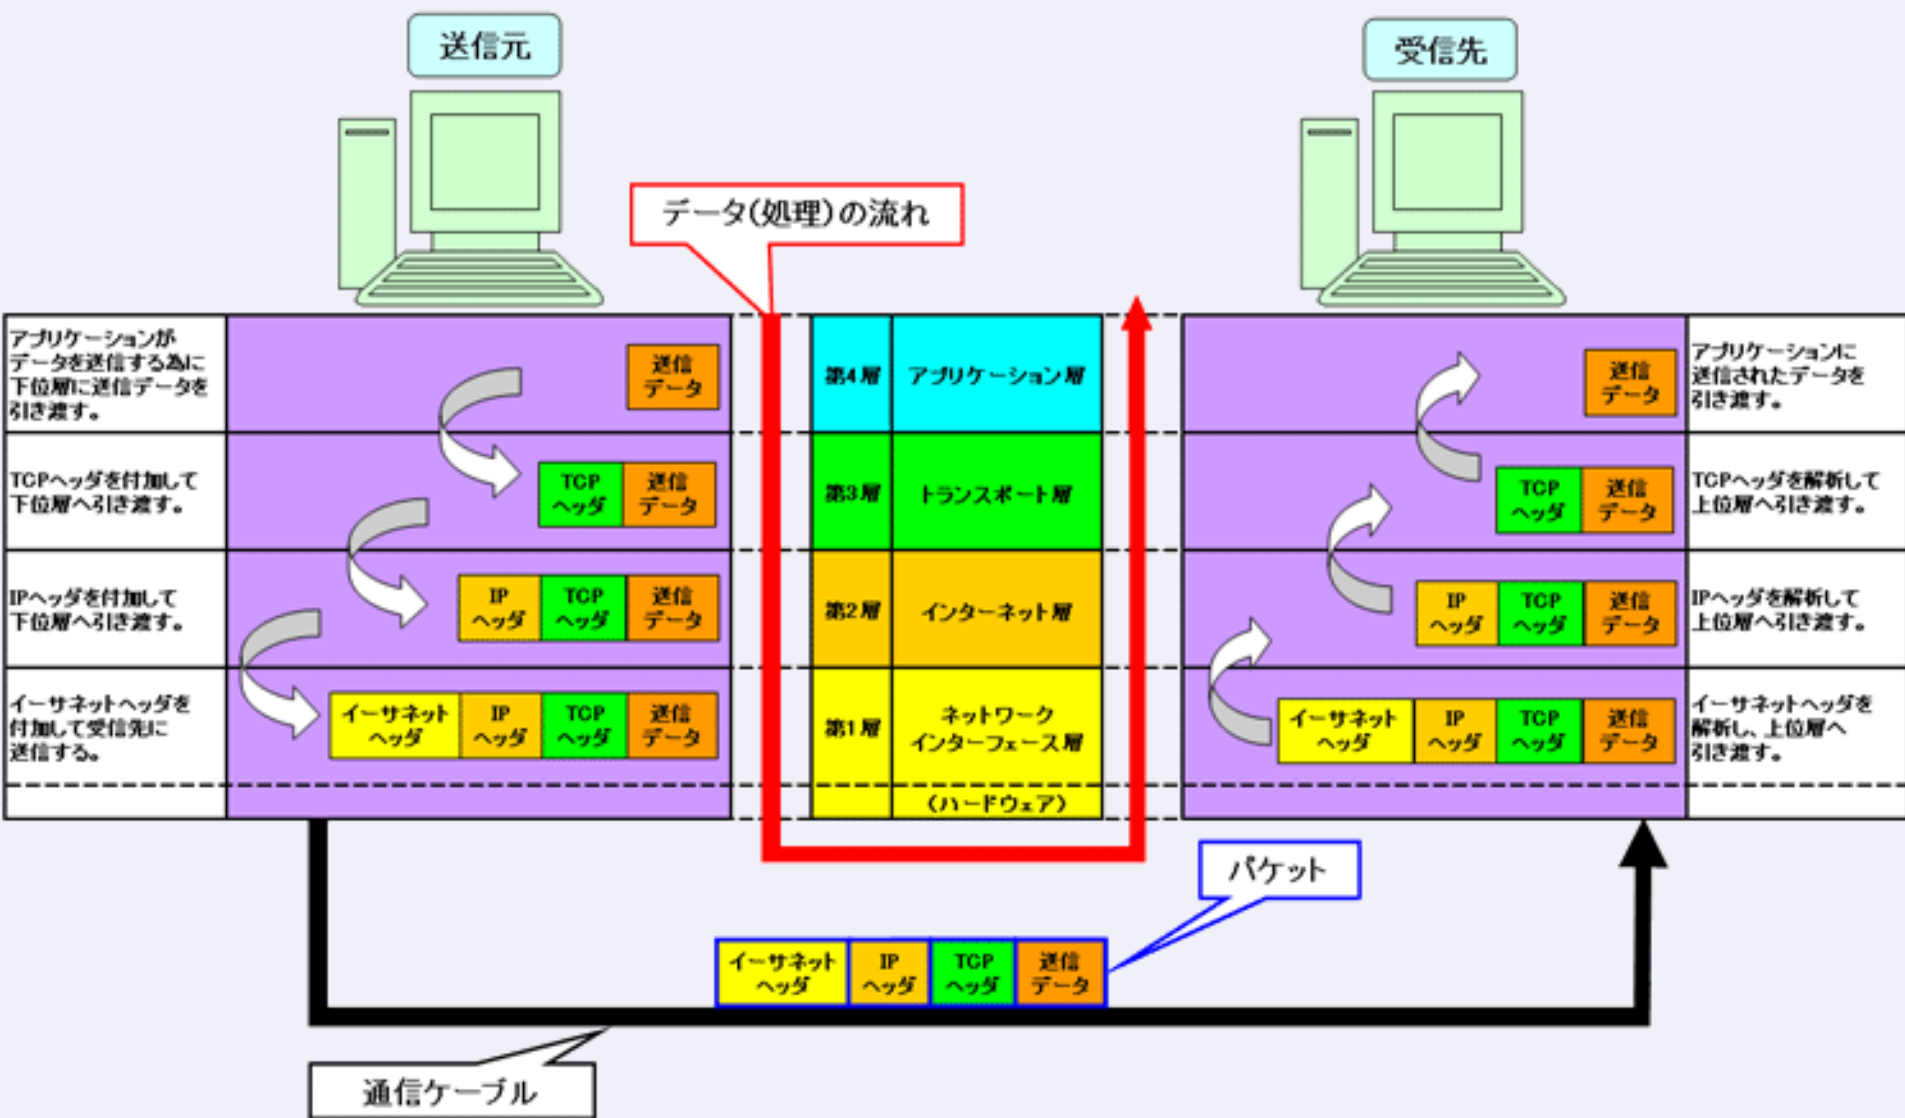 送信元
受信先
データ(処理)の流れ
アプリケーションが
データを送信する為に
下位層に送信データを
引き渡す。
送信
データ
第4層
アプリケーション層
送信
データ
アプリケーションに
送信されたデータを
引き渡す。
TCPヘッダを付加して
下位層へ引き渡す。
TCP
ヘッダ
送信
データ
第3層
トランスポート層
TCP
ヘッダ
送信
データ
TCPヘッダを解析して
上位層へ引き渡す。
IPヘッダを付加して
下位層へ引き渡す。
IP
ヘッダ
TCP
ヘッダ
送信
データ
第2層
インターネット層
IP
ヘッダ
TCP
ヘッダ
送信
データ
IPヘッダを解析して
上位層へ引き渡す。
イーサネットヘッダを
付加して受信先に
送信する。
イーサネット
ヘッダ
IP
ヘッダ
TCP
ヘッダ
送信
データ
第1層
ネットワーク
インターフェース層
(ハードウェア)
イーサネット
ヘッダ
IP
ヘッダ
TCP
ヘッダ
送信
データ
イーサネットヘッダを
解析し、上位層へ
引き渡す。
パケット
イーサネット
ヘッダ
IP
ヘッダ
TCP
ヘッダ
送信
データ
通信ケーブル